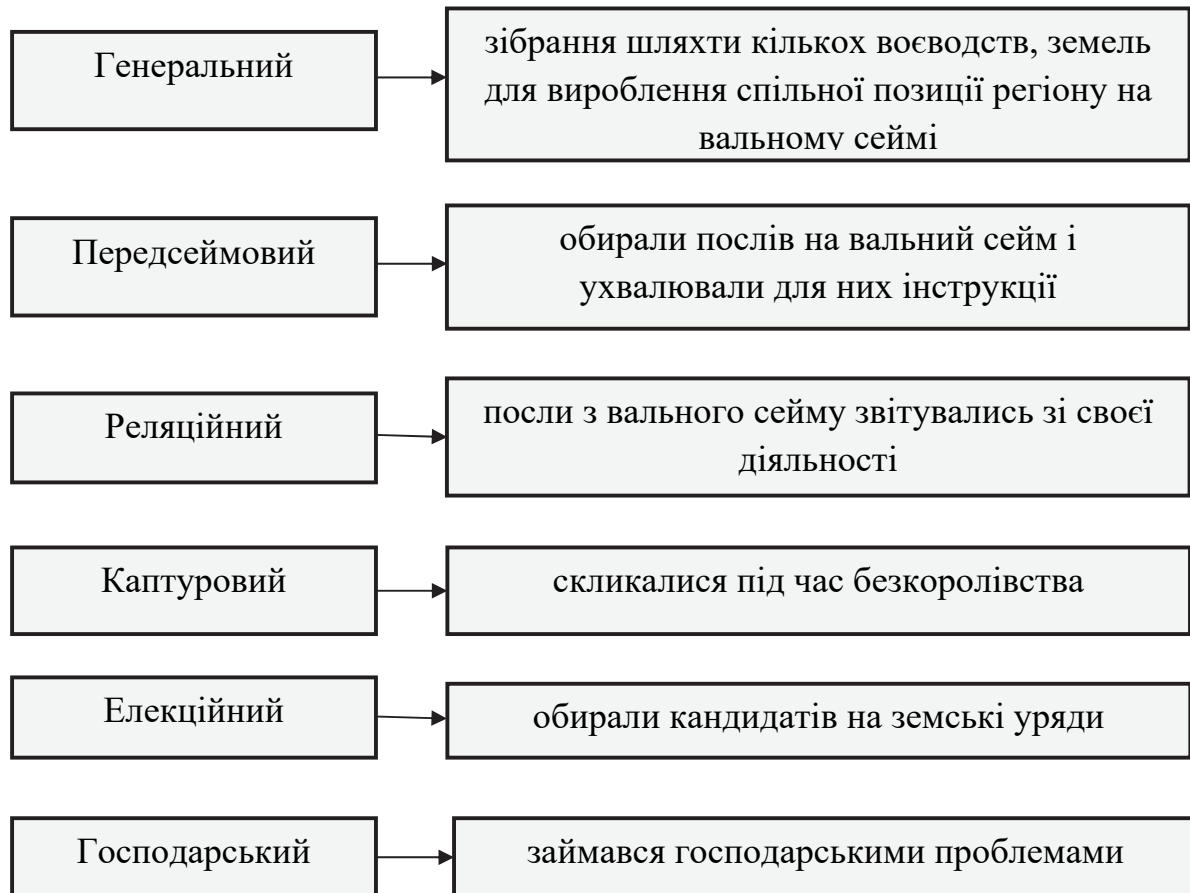 Генеральний
зібрання шляхти кількох воєводств, земель
для вироблення спільної позиції регіону на
вальному сеймі
Передсеймовий
обирали послів на вальний сейм і
ухвалювали для них інструкції
Реляційний
посли з вального сейму звітувались зі своєї
діяльності
Каптуровий
скликалися під час безкоролівства
Елекційний
обирали кандидатів на земські уряди
Господарський
займався господарськими проблемами